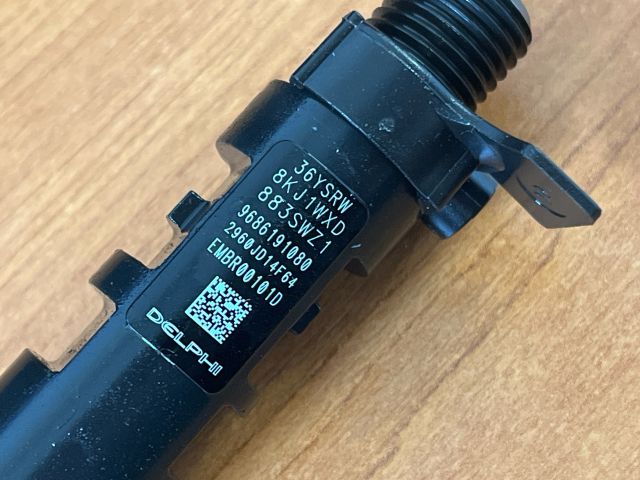 36YSRW
8KJ1WXD
883SWZ1
9686191080
2960JD14F64
EMBR00101D
DELPHI